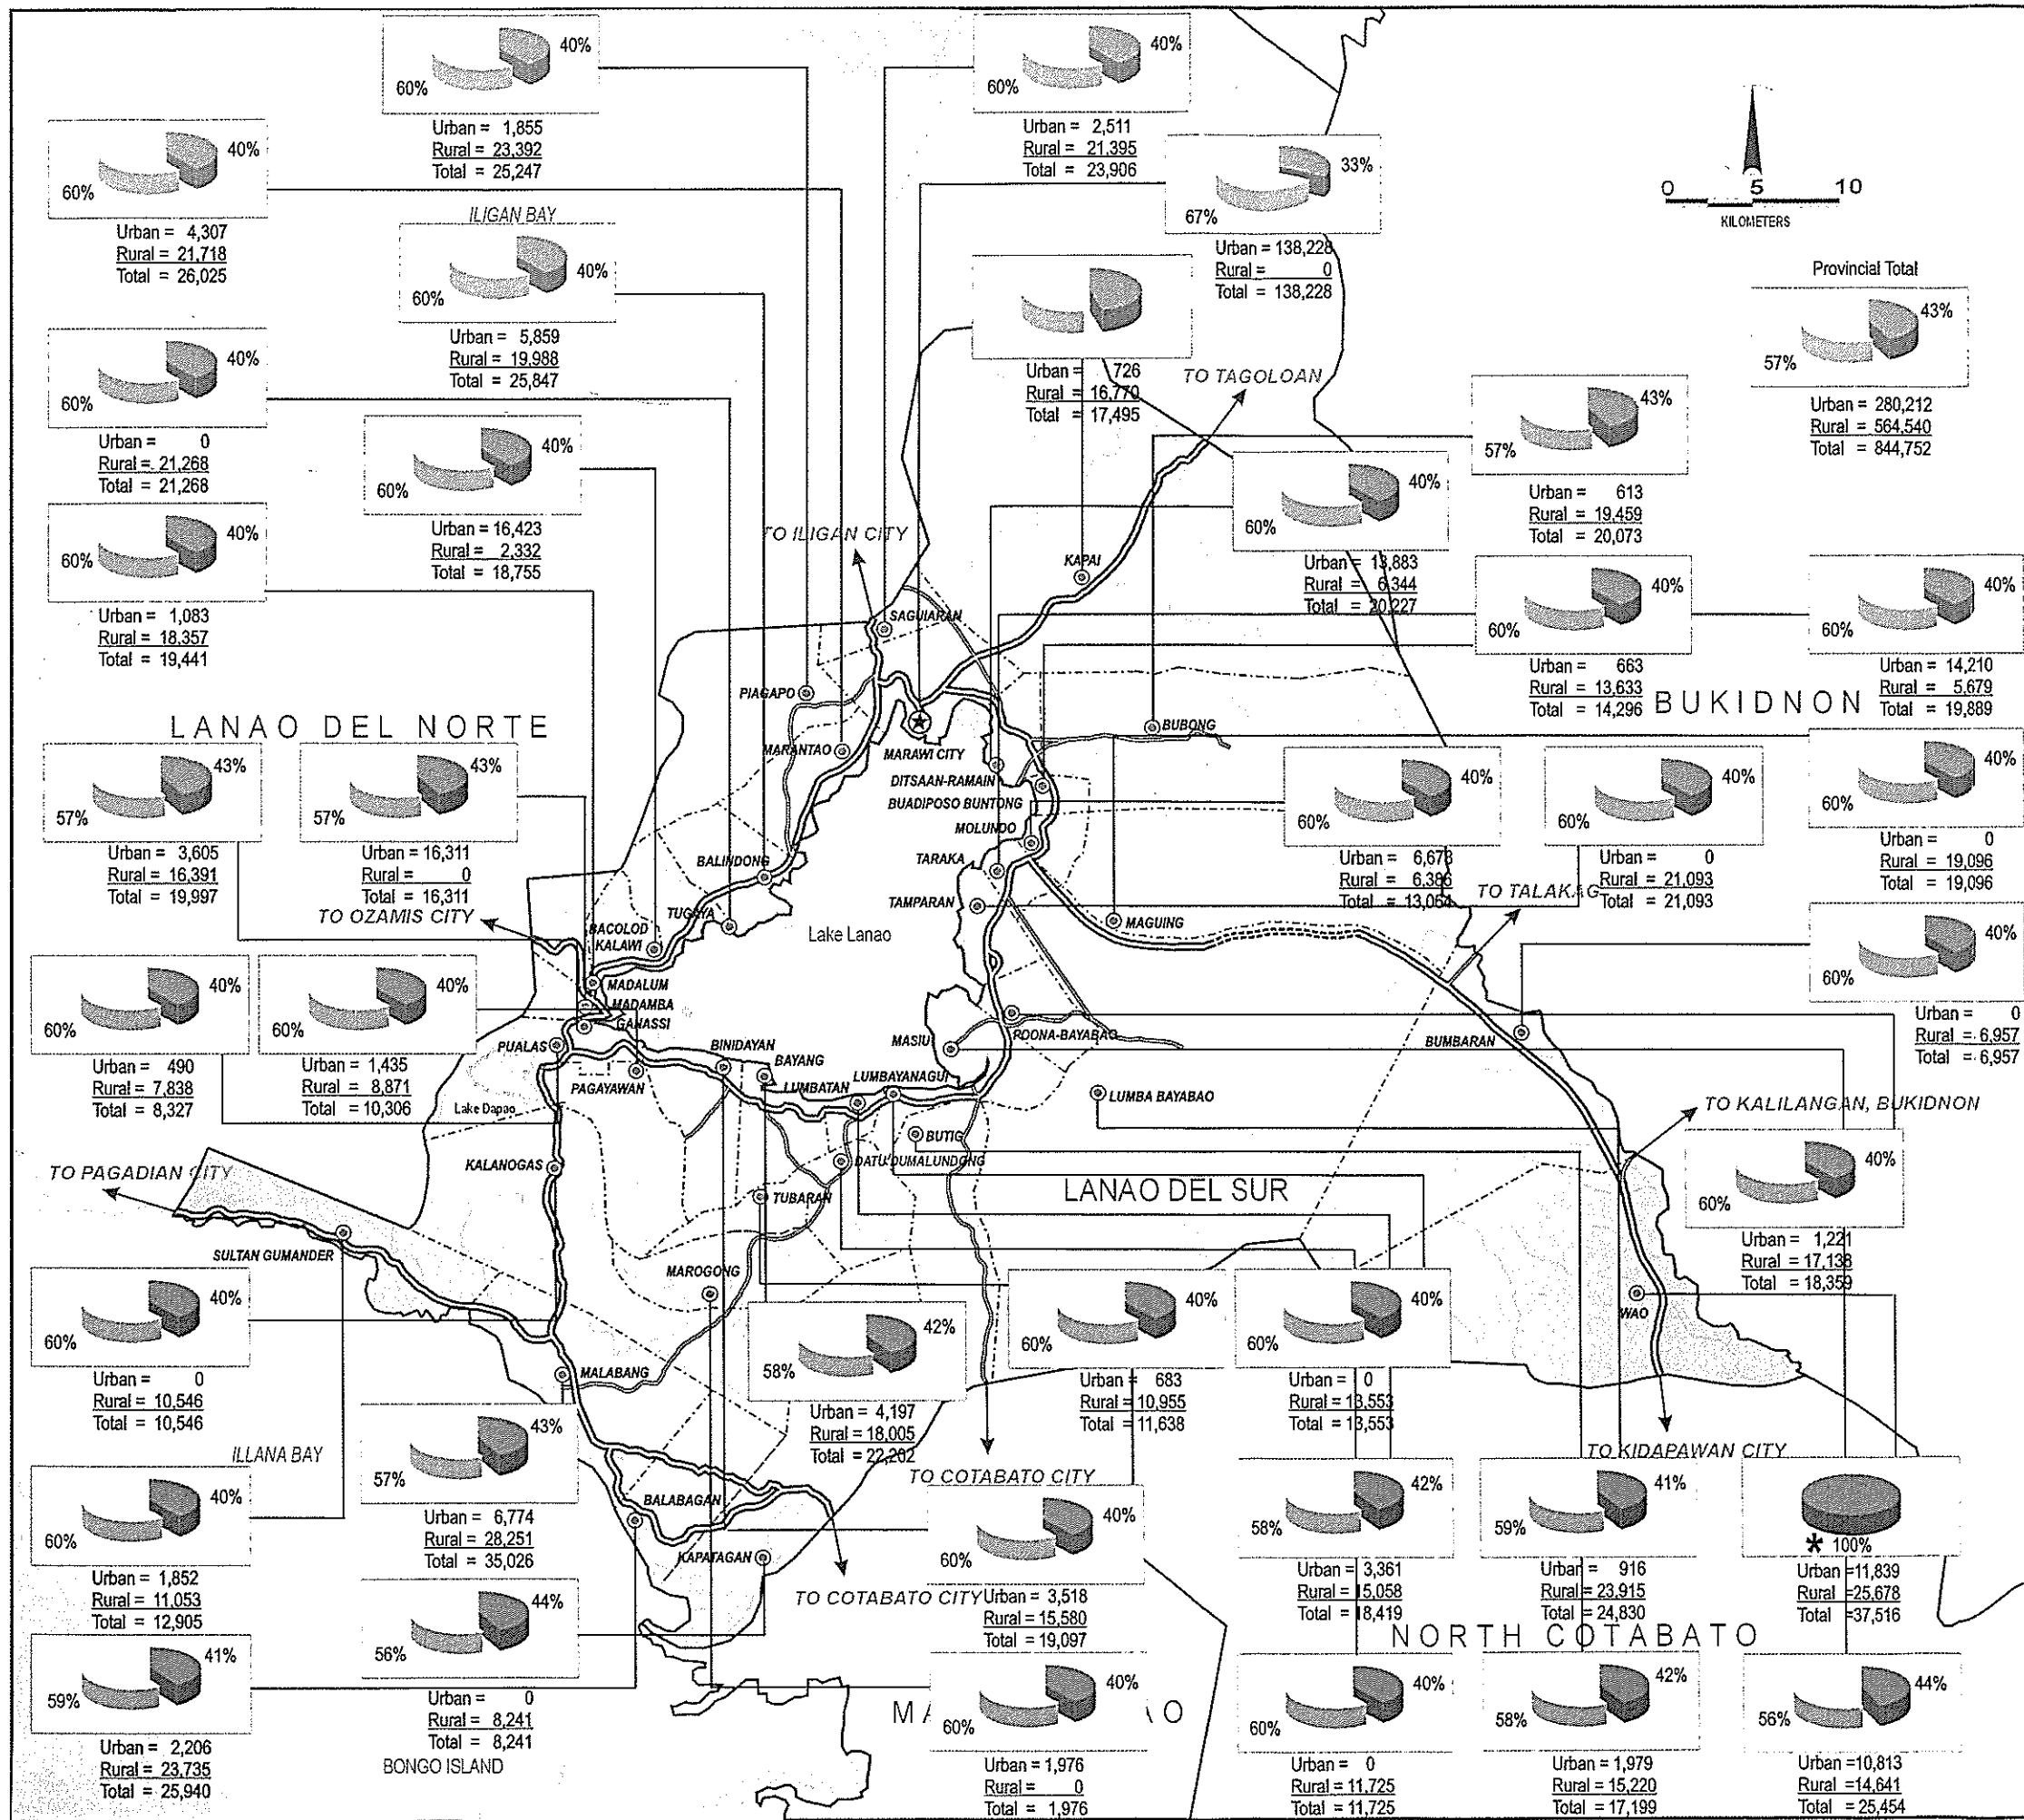 40%
60%
Urban = 1,855
Rural = 23,392
Total = 25,247
40%
60%
Urban = 2,511
Rural = 21,395
Total = 23,906
40%
60%
Urban = 4,307
Rural = 21,718
Total = 26,025
33%
67%
Urban = 138,228
Rural = 0
Total = 138,228
0 5 10
KILOMETERS
ILIGAN BAY
40%
60%
Urban = 5,859
Rural = 19,988
Total = 25,847
Urban = 726
Rural = 16,770
Total = 17,495
Provincial Total
43%
57%
Urban = 280,212
Rural = 564,540
Total = 844,752
40%
60%
Urban = 0
Rural = 21,268
Total = 21,268
TO TAGOLOAN
43%
57%
Urban = 613
Rural = 19,459
Total = 20,073
40%
60%
Urban = 16,423
Rural = 2,332
Total = 18,755
40%
60%
Urban = 13,883
Rural = 6,344
Total = 20,227
40%
60%
Urban = 1,083
Rural = 18,357
Total = 19,441
TO ILIGAN CITY
KAPAI
SAGUIARAN
40%
60%
Urban = 663
Rural = 13,633
Total = 14,296
40%
60%
Urban = 14,210
Rural = 5,679
Total = 19,889
PIAGAPO
BUKIDNON
LANAO DEL NORTE
BUBONG
MARANTAO
MARAWI CITY
DITSAAN-RAMAIN
BUADIPOSO BUNTONG
MOLUNDO
43%
57%
Urban = 3,605
Rural = 16,391
Total = 19,997
43%
57%
Urban = 16,311
Rural = 0
Total = 16,311
40%
60%
Urban = 6,673
Rural = 6,386
Total = 13,064
40%
60%
Urban = 0
Rural = 21,093
Total = 21,093
40%
60%
Urban = 0
Rural = 19,096
Total = 19,096
BALINDONG
TARAKA
TAMPARAN
TO TALAKAG
TO OZAMIS CITY
TUGAYA
BACOLOD
KALAWI
Lake Lanao
MAGUING
40%
60%
Urban = 0
Rural = 6,957
Total = 6,957
40%
60%
Urban = 490
Rural = 7,838
Total = 8,327
40%
60%
Urban = 1,435
Rural = 8,871
Total = 10,306
MADALUM
MADAMBA
GANASSI
PUALAS
BINIDAYAN
BAYANG
MASIU
POONA-BAYABAO
BUMBARAN
PAGAYAWAN
LUMBATAN
LUMBAYANAGUI
LUMBA BAYABAO
Lake Dapao
TO KALILANGAN, BUKIDNON
BUTIG
DATU DUMALUNDONG
KALANOGAS
TO PAGADIAN CITY
TUBARAN
LANAO DEL SUR
40%
60%
Urban = 1,221
Rural = 17,138
Total = 18,359
SULTAN GUMANDER
MAROGONG
WAO
40%
60%
Urban = 0
Rural = 10,546
Total = 10,546
42%
58%
Urban = 4,197
Rural = 18,005
Total = 22,202
40%
60%
Urban = 683
Rural = 10,955
Total = 11,638
40%
60%
Urban = 0
Rural = 13,553
Total = 13,553
MALABANG
ILLANA BAY
43%
57%
Urban = 6,774
Rural = 28,251
Total = 35,026
TO COTABATO CITY
TO KIDAPAWAN CITY
40%
60%
Urban = 1,852
Rural = 11,053
Total = 12,905
BALABAGAN
KAPATAGAN
TO COTABATO CITY
40%
60%
Urban = 3,518
Rural = 15,580
Total = 19,097
42%
58%
Urban = 3,361
Rural = 15,058
Total = 18,419
41%
59%
Urban = 916
Rural = 23,915
Total = 24,830
* 100%
Urban =11,839
Rural =25,678
Total =37,516
NORTH COTABATO
41%
59%
Urban = 2,206
Rural = 23,735
Total = 25,940
44%
56%
Urban = 0
Rural = 8,241
Total = 8,241
BONGO ISLAND
40%
60%
Urban = 1,976
Rural = 0
Total = 1,976
40%
60%
Urban = 0
Rural = 11,725
Total = 11,725
42%
58%
Urban = 1,979
Rural = 15,220
Total = 17,199
44%
56%
Urban =10,813
Rural =14,641
Total = 25,454